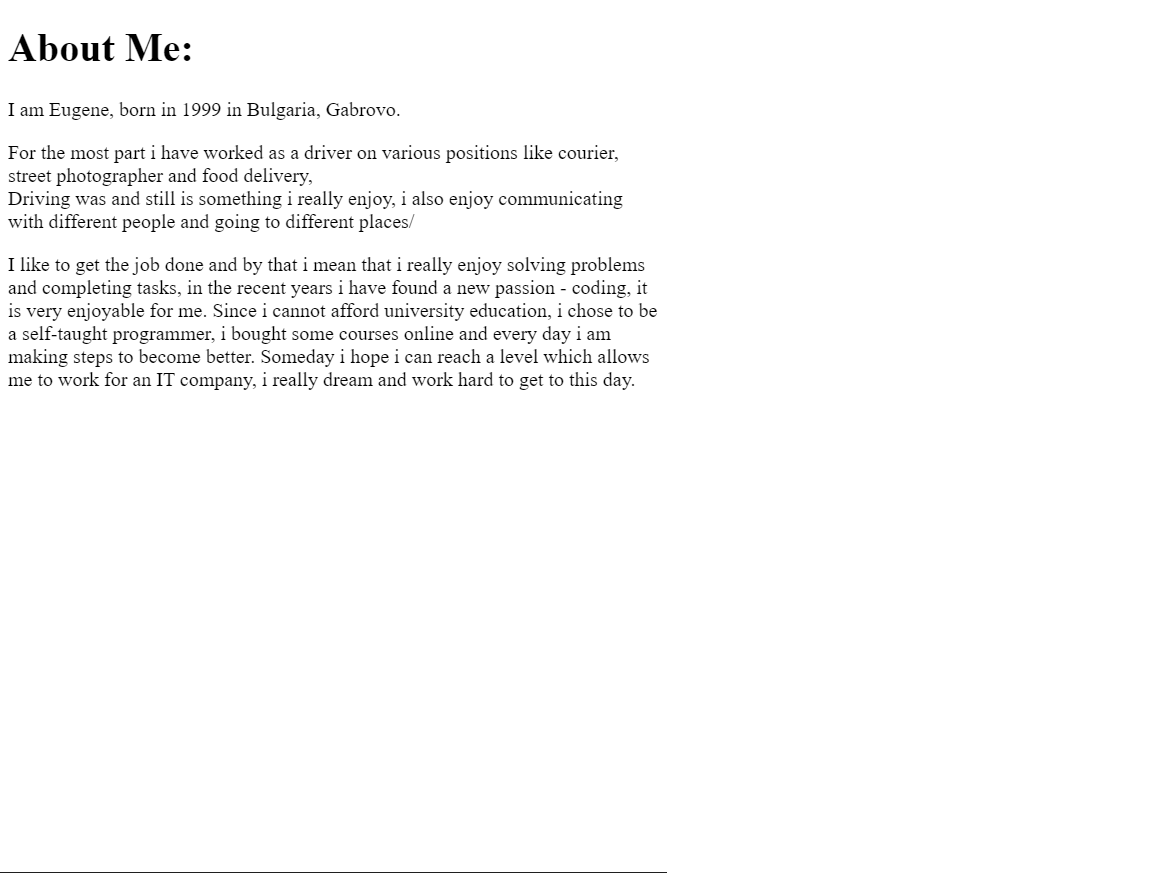 About Me:
I am Eugene, born in 1999 in Bulgaria, Gabrovo.
For the most part i have worked as a driver on various positions like courier,
street photographer and food delivery,
Driving was and still is something i really enjoy, i also enjoy communicating
with different people and going to different places/
I like to get the job done and by that i mean that i really enjoy solving problems
and completing tasks, in the recent years i have found a new passion - coding, it
is very enjoyable for me. Since i cannot afford university education, i chose to be
a self-taught programmer, i bought some courses online and every day i am
making steps to become better. Someday i hope i can reach a level which allows
me to work for an IT company, i really dream and work hard to get to this day.